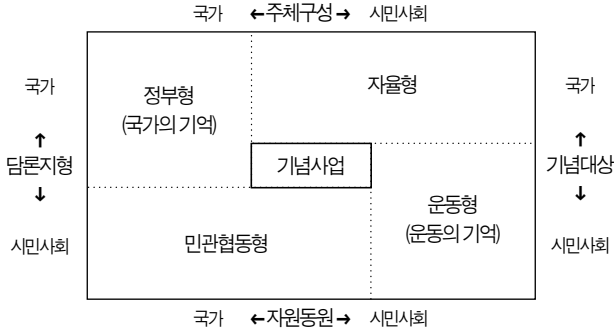 국가 ←주체구성→ 시민사회
국가
정부형
(국가의 기억)
자율형
국가
↑
담론지형
↓
기념사업
↑
기념대상
↓
시민사회
민관협동형
운동형
(운동의 기억)
시민사회
국가 ←자원동원→ 시민사회